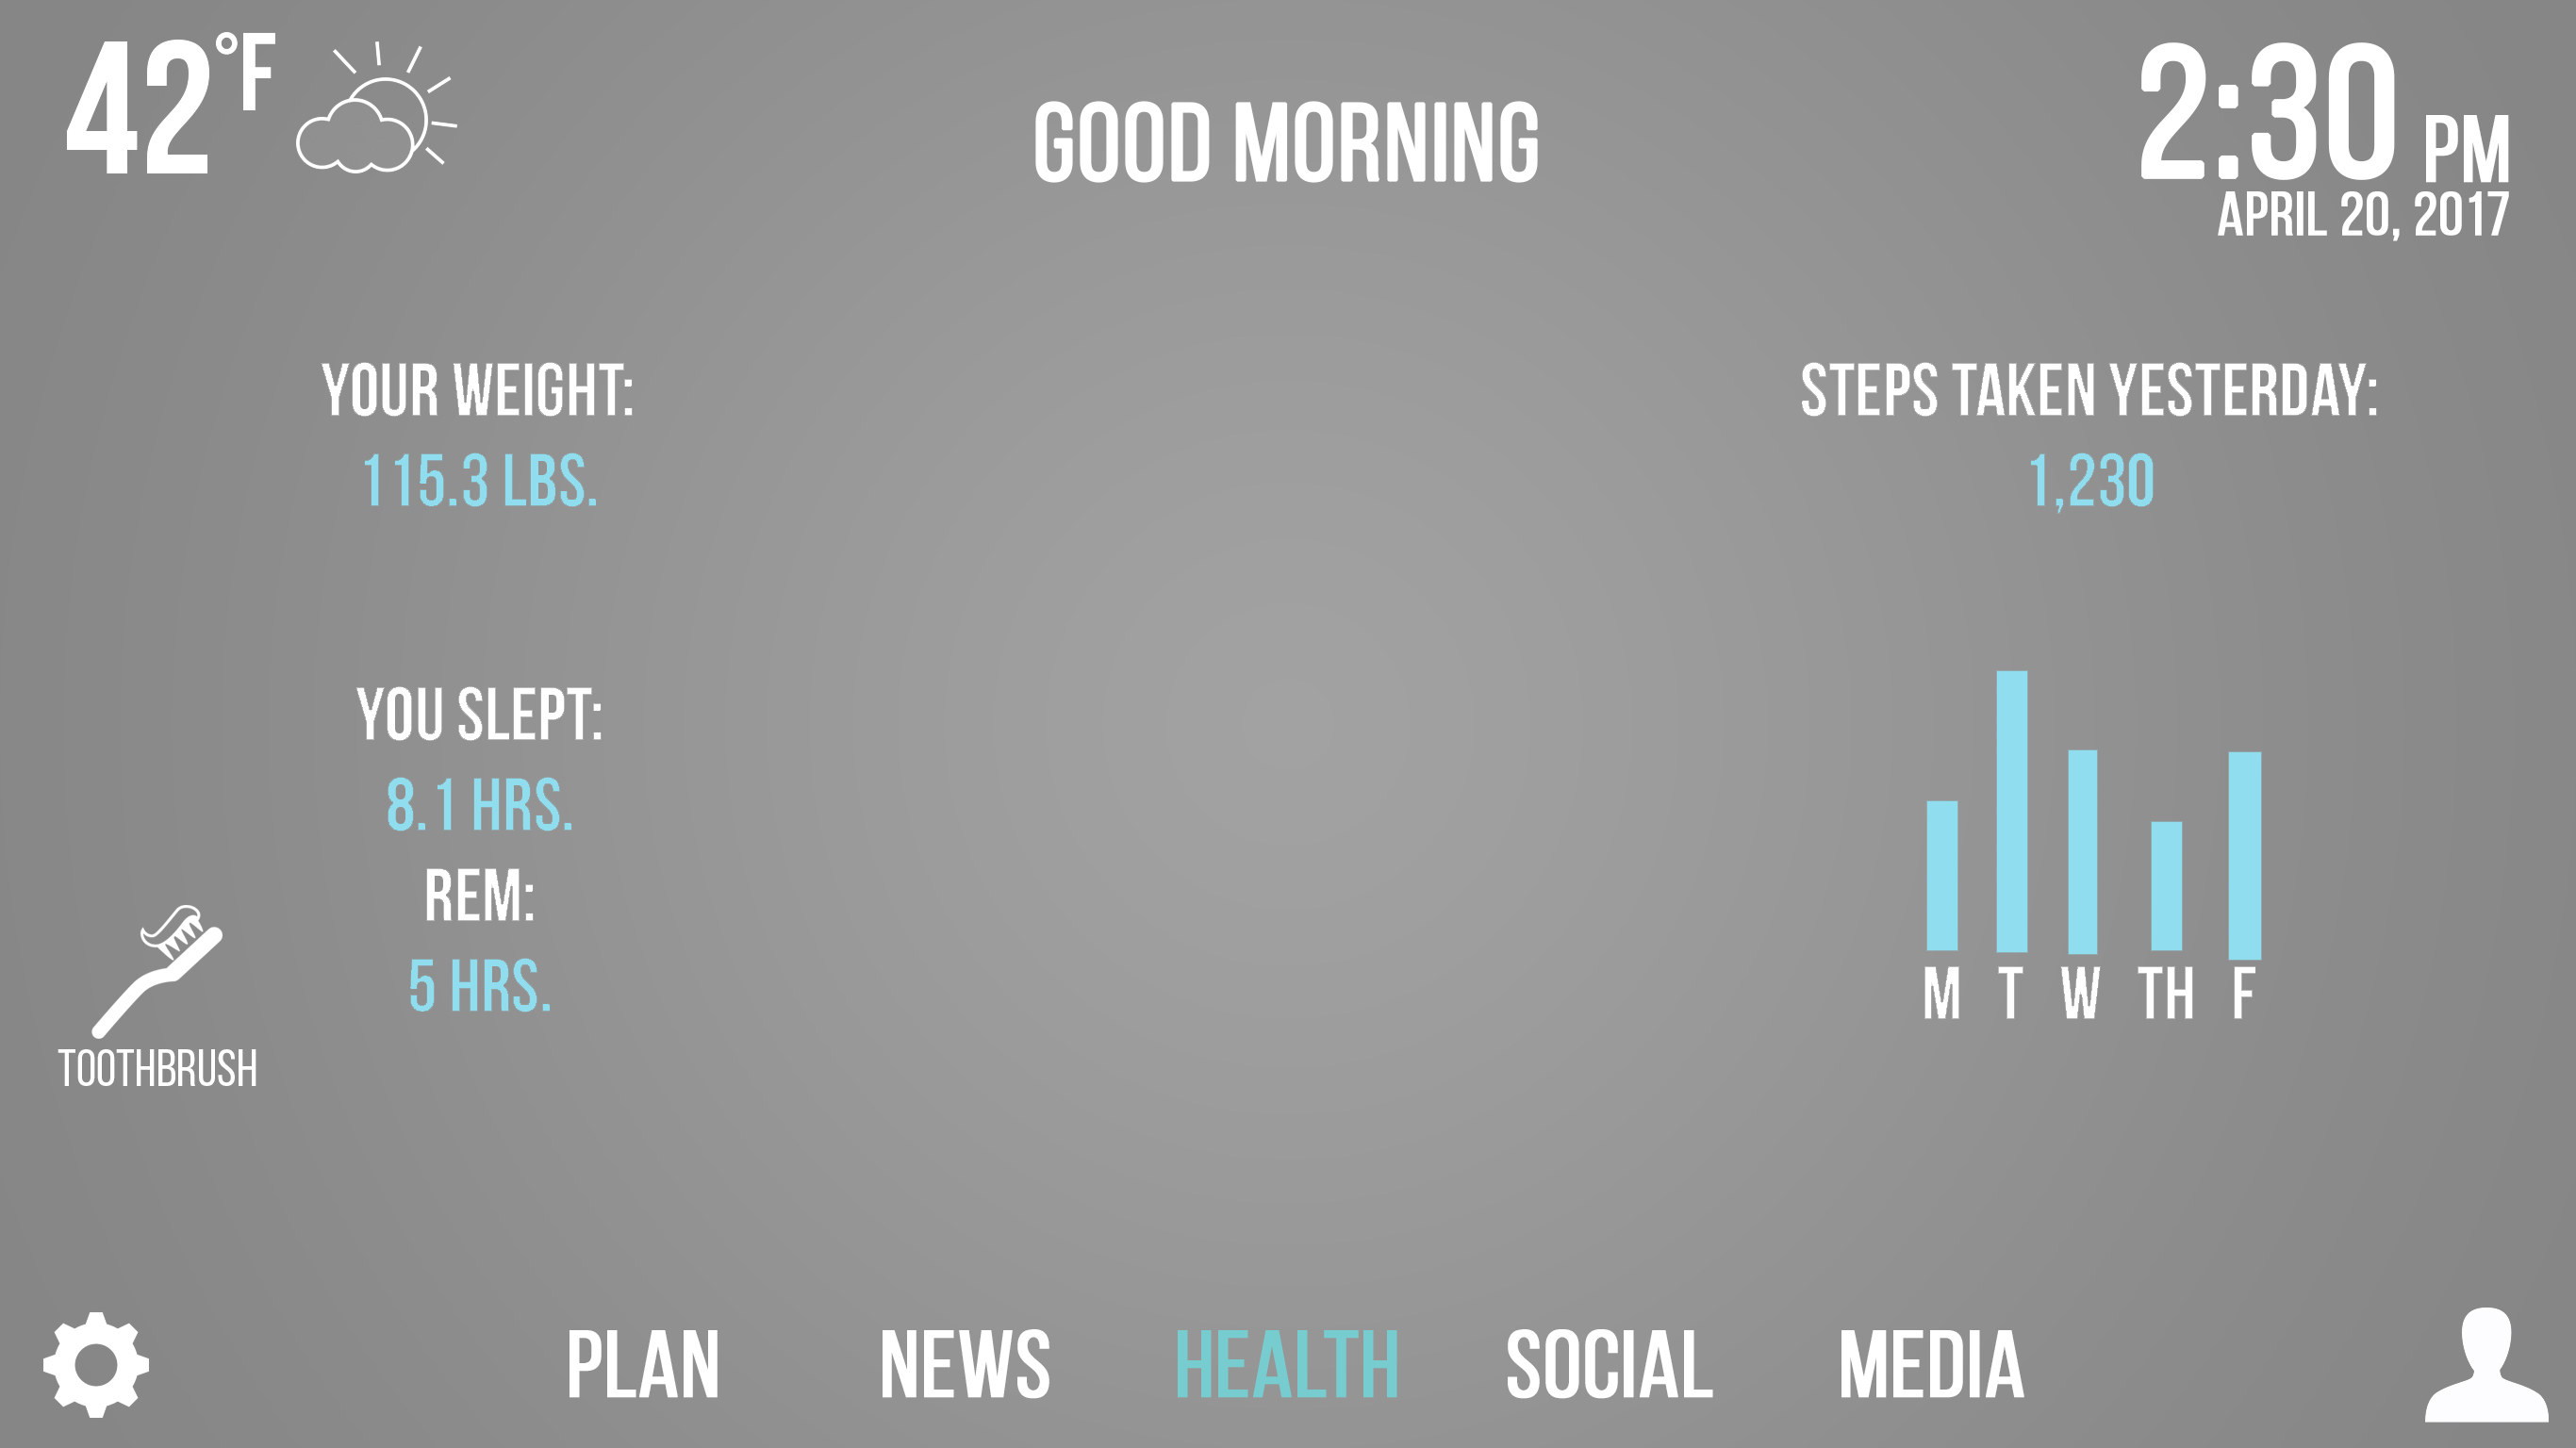 42°F
GOOD MORNING
2:30 PM
APRIL 20, 2017
YOUR WEIGHT:
115.3 LBS.
STEPS TAKEN YESTERDAY:
1,230
YOU SLEPT:
8.1 HRS.
REM:
5 HRS.
M T W TH F
TOOTHBRUSH
PLAN NEWS HEALTH SOCIAL MEDIA